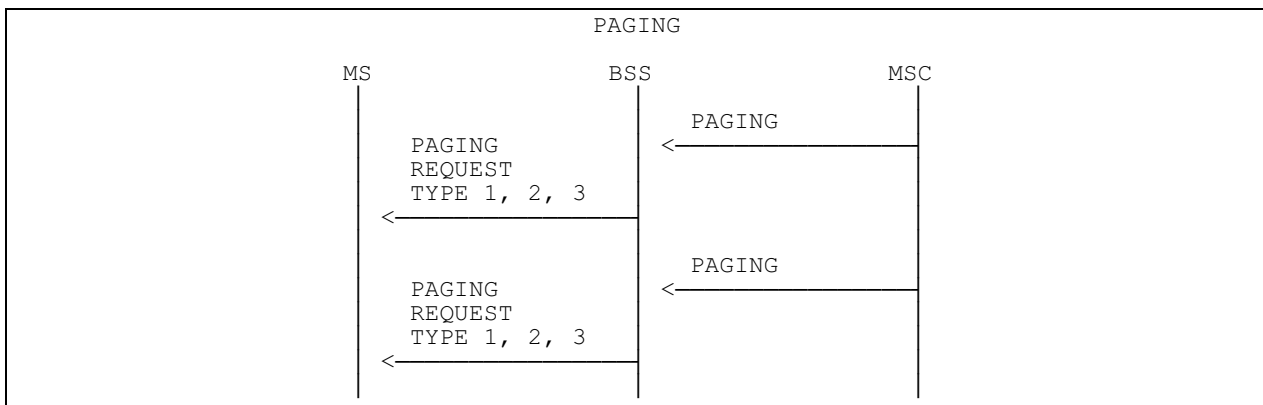 PAGING
MS BSS MSC
PAGING
PAGING
REQUEST
TYPE 1, 2, 3
PAGING
PAGING
REQUEST
TYPE 1, 2, 3